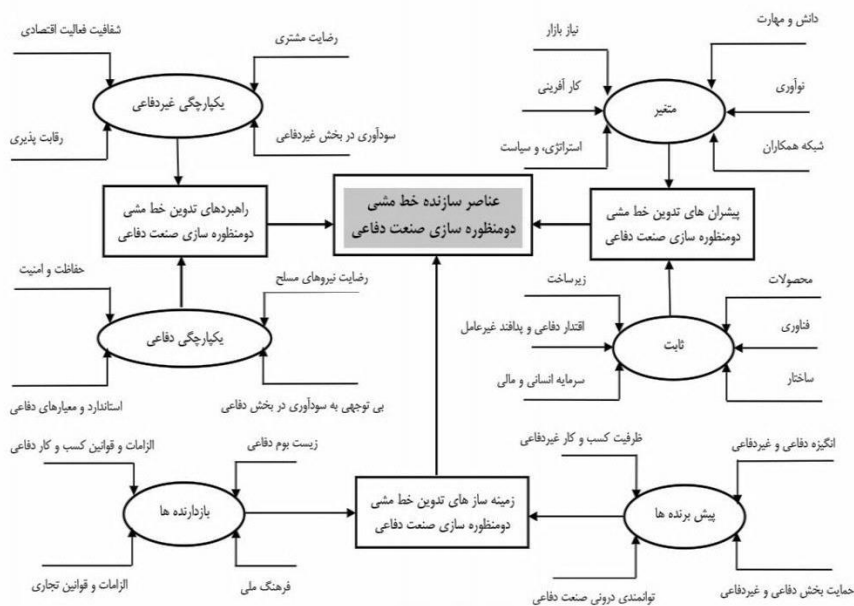 دانش و مهارت
نیاز بازار
نوآوری
کار آفرینی
شبکه همکاران
استراتژی، و سیاست
متغیر
رضایت مشتری
شفافیت فعالیت اقتصادی
سودآوری در بخش غیردفاعی
رقابت پذیری
یکپارچگی غیردفاعی
پیشران های تدوین خط مشی
دومنظوره سازی صنعت دفاعی
عناصر سازنده خط مشی
دومنظوره سازی صنعت دفاعی
راهبردهای تدوین خط مشی
دومنظوره سازی صنعت دفاعی
محصولات
زیرساخت
فناوری
اقتدار دفاعی و پدافند غیرعامل
ساختار
سرمایه انسانی و مالی
ثابت
رضایت نیروهای مسلح
حفاظت و امنیت
بی توجهی به سودآوری در بخش دفاعی
استاندارد و معیارهای دفاعی
یکپارچگی دفاعی
انگیزه دفاعی و غیردفاعی
ظرفیت کسب و کار غیردفاعی
حمایت بخش دفاعی و غیردفاعی
توانمندی درونی صنعت دفاعی
پیش برنده ها
زمینه ساز های تدوین خط مشی
دومنظوره سازی صنعت دفاعی
زیست بوم دفاعی
الزامات و قوانین کسب و کار دفاعی
فرهنگ ملی
الزامات و قوانین تجاری
بازدارنده ها